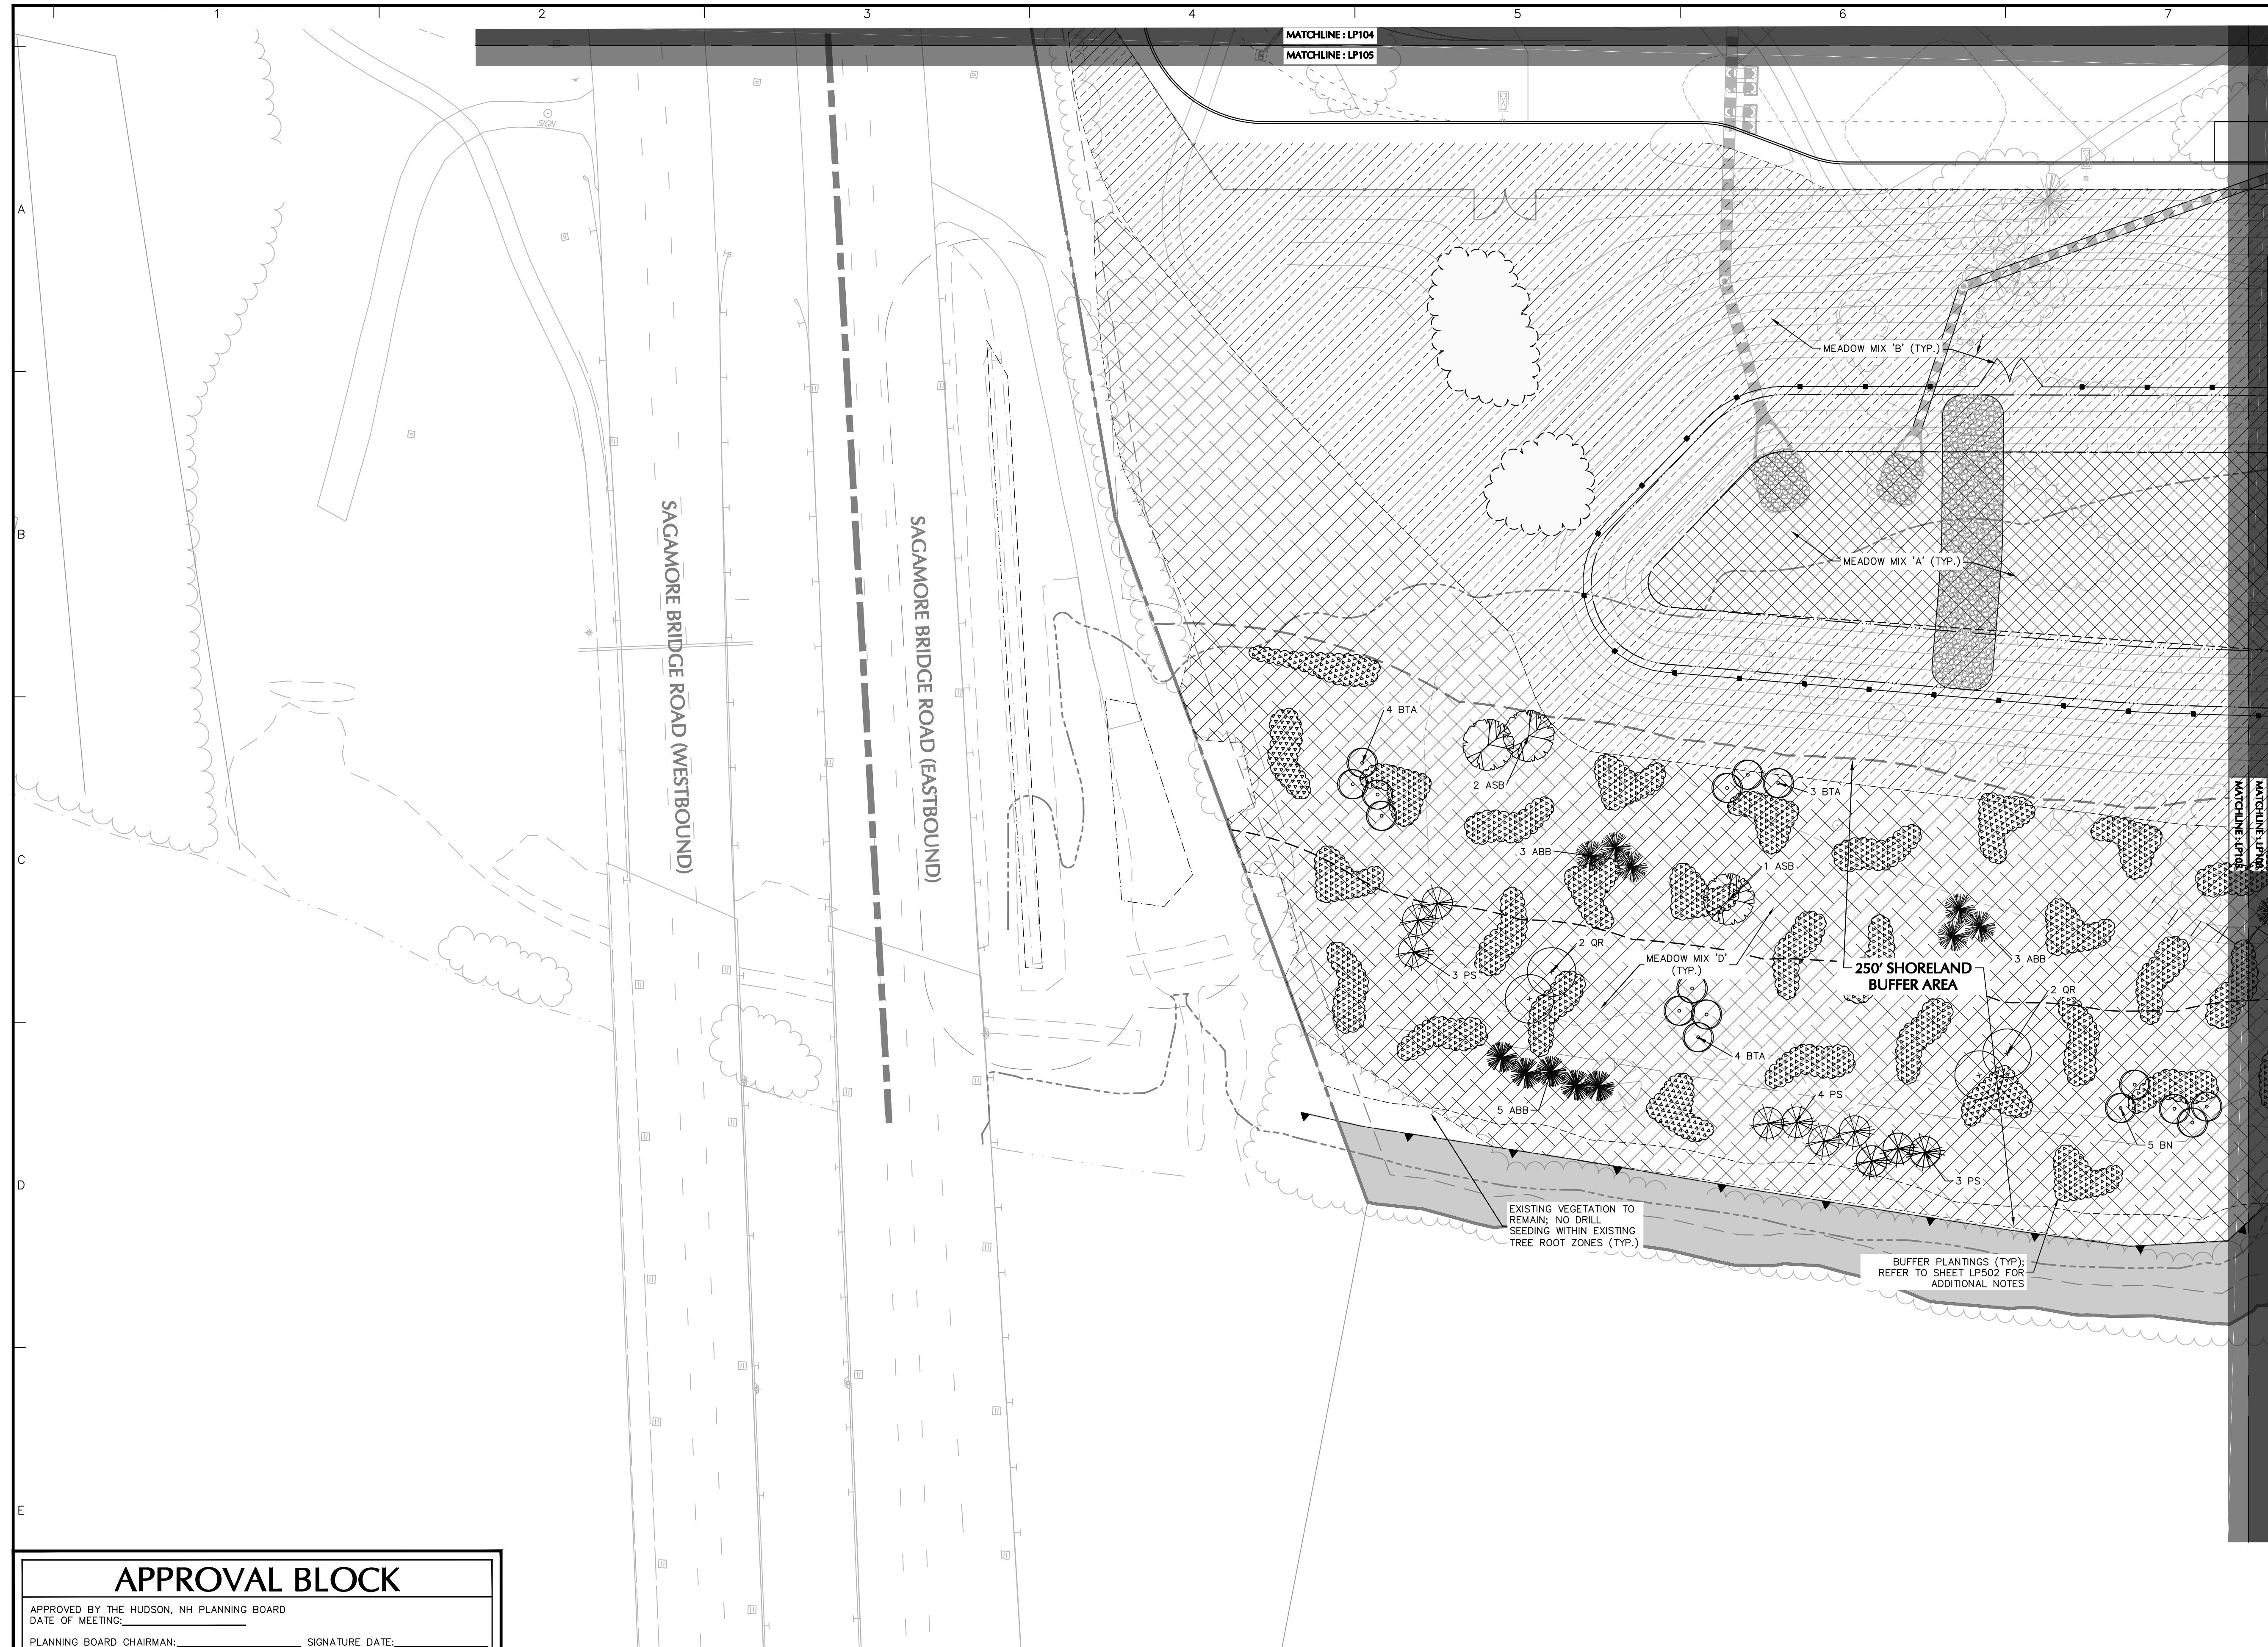 1 2 3 4 5 6 7
MATCHLINE : LP104
MATCHLINE : LP105
SIGN
A
MEADOW MIX 'B' (TYP.)
B
MEADOW MIX 'A' (TYP.)
SAGAMORE BRIDGE ROAD (WESTBOUND)
SAGAMORE BRIDGE ROAD (EASTBOUND)
4 BTA
2 ASB
3 BTA
MATCHLINE : LP105
C
3 ABB
1 ASB
2 QR
3 PS
MEADOW MIX 'D'
(TYP.)
3 ABB
250' SHORELAND
BUFFER AREA
2 QR
4 BTA
5 ABB
4 PS
5 BN
D
3 PS
EXISTING VEGETATION TO
REMAIN; NO DRILL
SEEDING WITHIN EXISTING
TREE ROOT ZONES (TYP.)
BUFFER PLANTINGS (TYP);
REFER TO SHEET LP502 FOR
ADDITIONAL NOTES
E
APPROVAL BLOCK
APPROVED BY THE HUDSON, NH PLANNING BOARD
DATE OF MEETING:
PLANNING BOARD CHAIRMAN: SIGNATURE DATE: